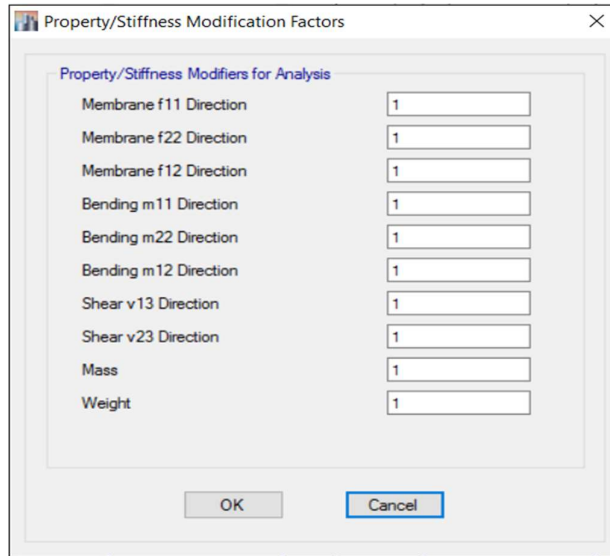 Property/Stiffness Modification Factors
Property/Stiffness Modifiers for Analysis
Membrane f11 Direction 1
Membrane f22 Direction 1
Membrane f12 Direction 1
Bending m11 Direction 1
Bending m22 Direction 1
Bending m12 Direction 1
Shear v13 Direction 1
Shear v23 Direction 1
Mass 1
Weight 1
OK Cancel